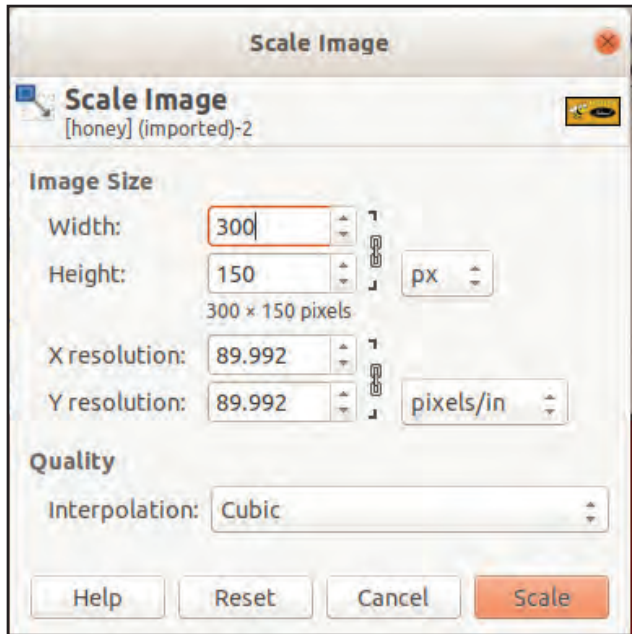 Scale Image
Scale Image
[honey] (imported)-2
Image Size
Width: 300
Height: 150 px
300 × 150 pixels
X resolution: 89.992
Y resolution: 89.992 pixels/in
Quality
Interpolation: Cubic
Help Reset Cancel Scale